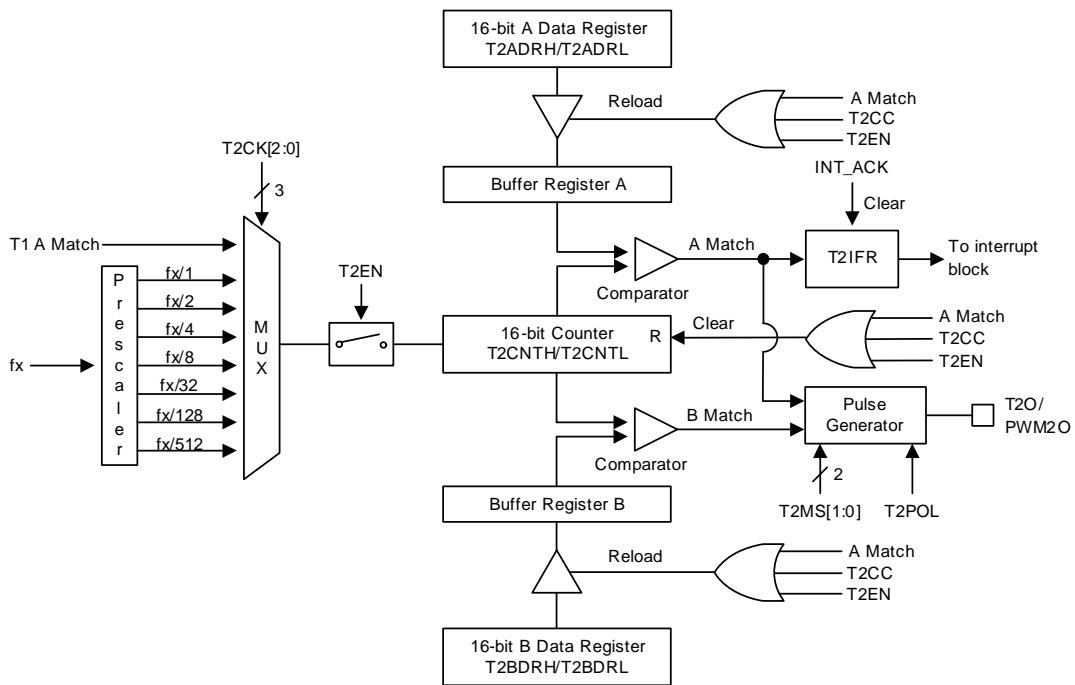 16-bit A Data Register
T2ADRH/T2ADRL
Reload
A Match
T2CC
T2EN
T2CK[2:0]
3
Buffer Register A
INT_ACK
Clear
T1 A Match
A Match
T2IFR
To interrupt
block
Comparator
Prescaler
fx/1
fx/2
fx/4
fx/8
fx/32
fx/128
fx/512
fx
MUX
T2EN
16-bit Counter
T2CNTH/T2CNTL
R
Clear
A Match
T2CC
T2EN
B Match
Comparator
Pulse
Generator
T2O/
PWM2O
2
T2MS[1:0]
T2POL
Buffer Register B
Reload
A Match
T2CC
T2EN
16-bit B Data Register
T2BDRH/T2BDRL